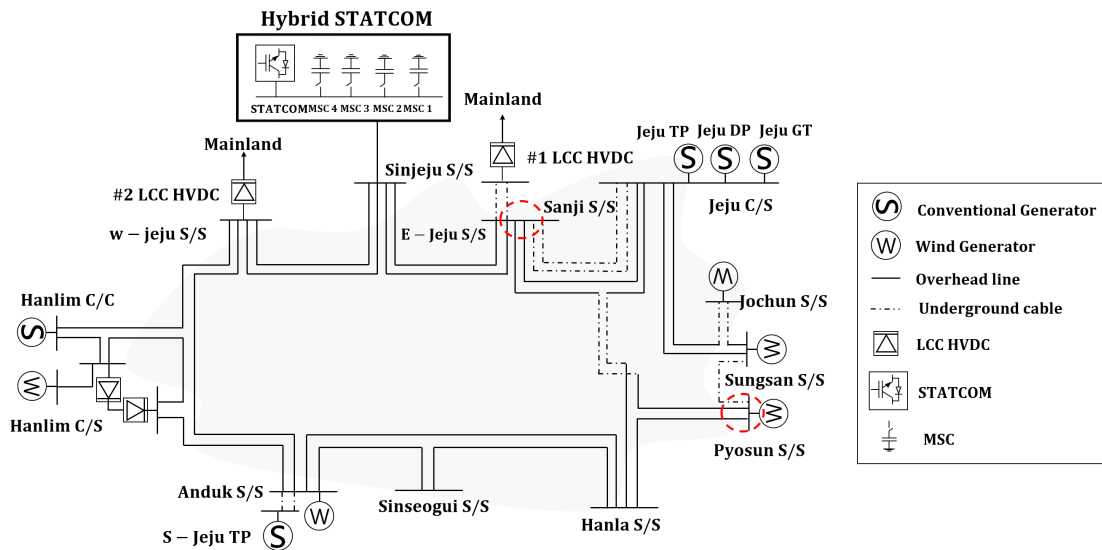 Hybrid STATCOM
STATCOM MSC 4 MSC 3 MSC 2 MSC 1
Mainland
Mainland
#1 LCC HVDC
Jeju TP
Jeju DP
Jeju GT
S
S
S
Sinjeju S/S
#2 LCC HVDC
Sanji S/S
Jeju C/S
w – jeju S/S
E – Jeju S/S
Hanlim C/C
S
W
Jochun S/S
W
Sungsan S/S
W
Hanlim C/S
W
Pyosun S/S
Anduk S/S
W
S – Jeju TP
S
Sinseogui S/S
Hanla S/S
S
Conventional Generator
W
Wind Generator
Overhead line
Underground cable
LCC HVDC
STATCOM
MSC